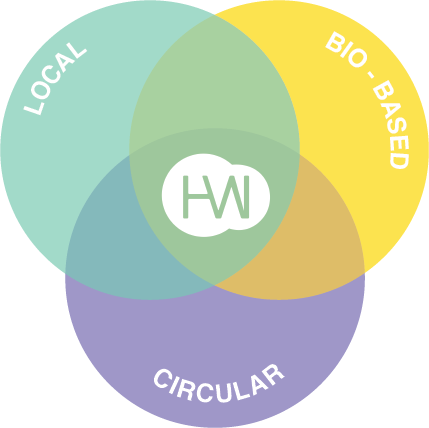 LOCAL
BIO - BASED
HW
CIRCULAR